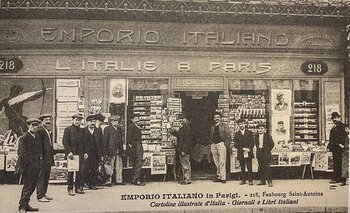 EMPORIO ITALIANO
218 L'ITALIE A PARIS 218
EMPORIO ITALIANO in Parigi. - 218, Faubourg Saint-Antoine
Cartoline illustrate d'Italia - Giornali e Libri Italiani